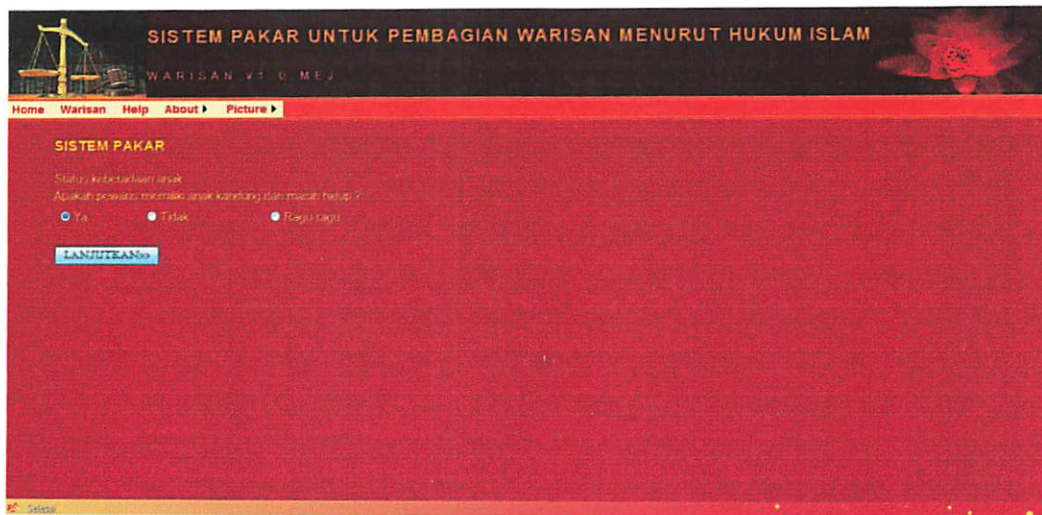 SISTEM PAKAR UNTUK PEMBAGIAN WARISAN MENURUT HUKUM ISLAM
WARISAN V1.0.MEJ
Home Warisan Help About Picture
SISTEM PAKAR
Status keberadaan anak
Apakah pewaris memiliki anak kandung dan masih hidup ?
Ya Tidak Ragu-ragu
LANJUTKAN>>
Selesai